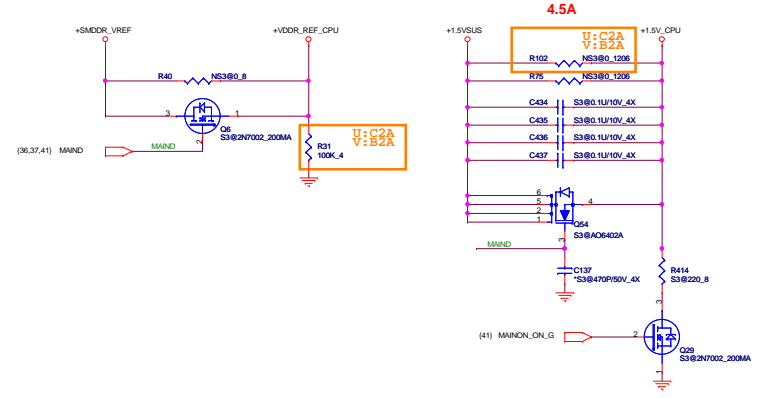 4.5A
+SMDDR_VREF
+VDDR_REF_CPU
R40
NS3@0_8
3
1
2
Q6
S3@2N7002_200MA
{36,37,41} MAIND
MAIND
R31
100K_4
U:C2A
V:B2A
+1.5VSUS
+1.5V_CPU
U:C2A
V:B2A
R102
NS3@0_1206
R75
NS3@0_1206
C434
S3@0.1U/10V_4X
C435
S3@0.1U/10V_4X
C436
S3@0.1U/10V_4X
C437
S3@0.1U/10V_4X
6
5
2
1
4
3
Q54
S3@AO6402A
MAIND
C137
*S3@470P/50V_4X
R414
S3@220_8
{41} MAINON_ON_G
2
3
1
Q29
S3@2N7002_200MA